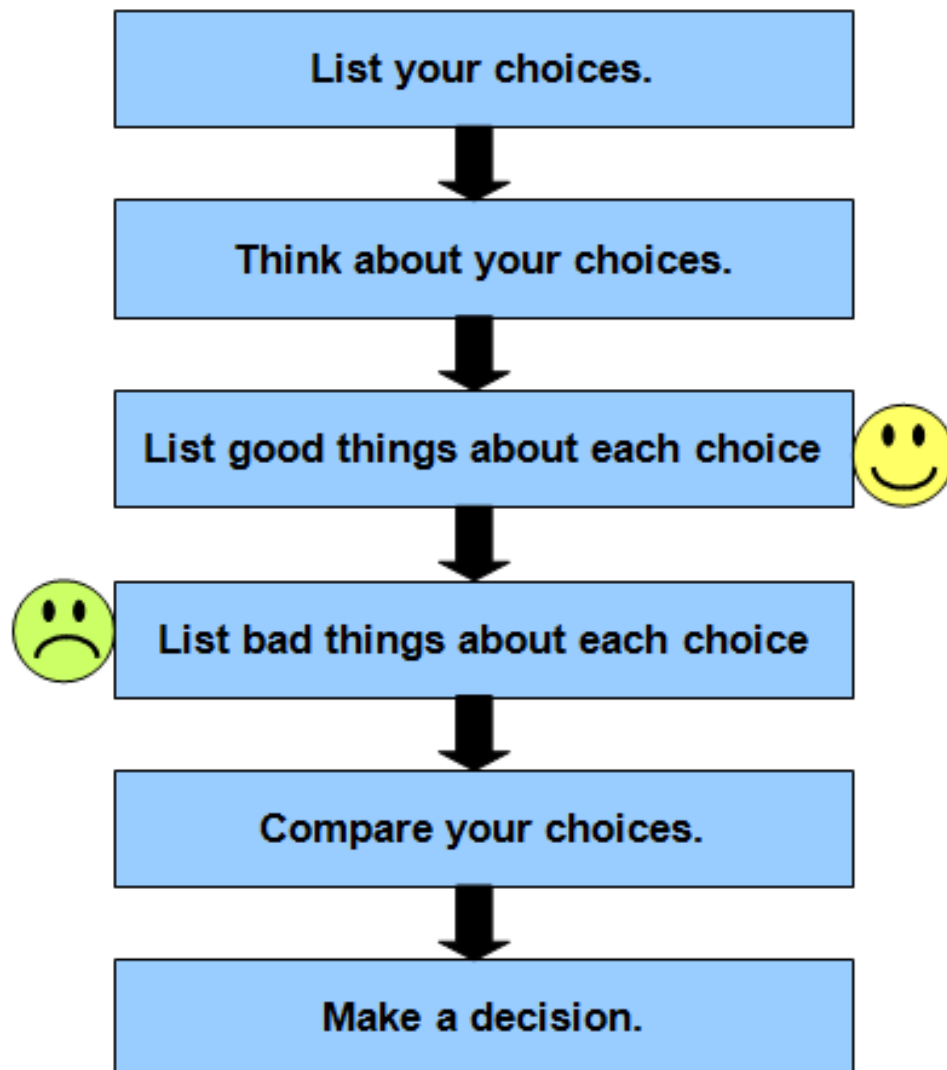 List your choices.
Think about your choices.
List good things about each choice
List bad things about each choice
Compare your choices.
Make a decision.